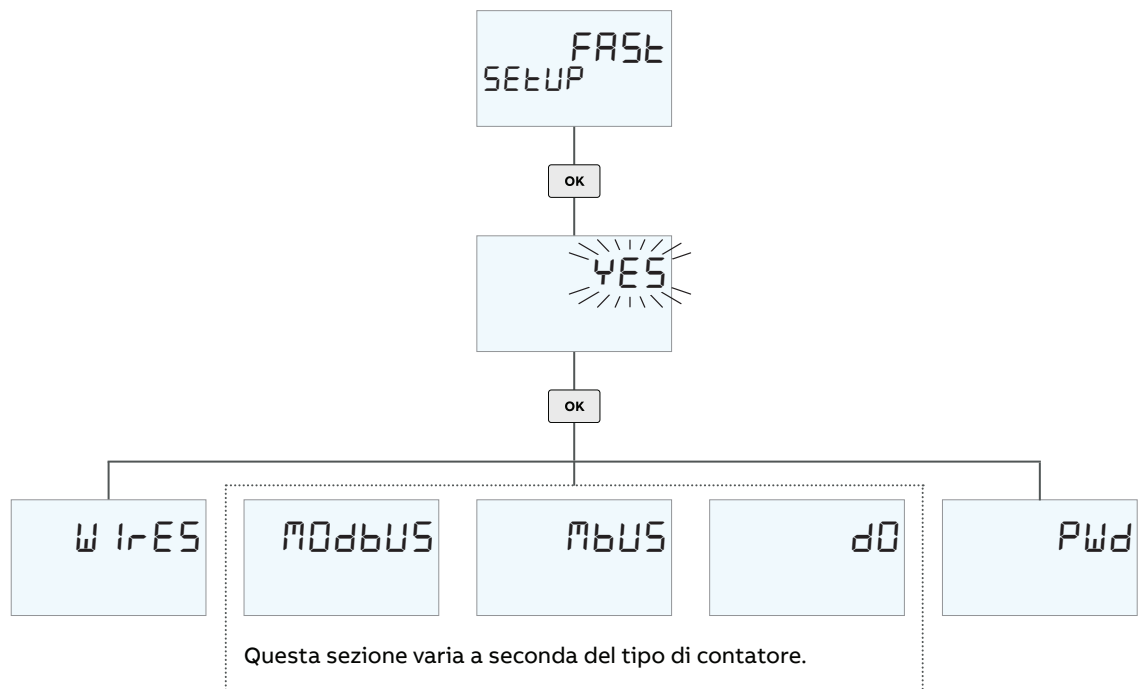 FASt
SEtUP
OK
YES
OK
WIrES
MOdbUS
MbUS
dO
PWd
Questa sezione varia a seconda del tipo di contatore.